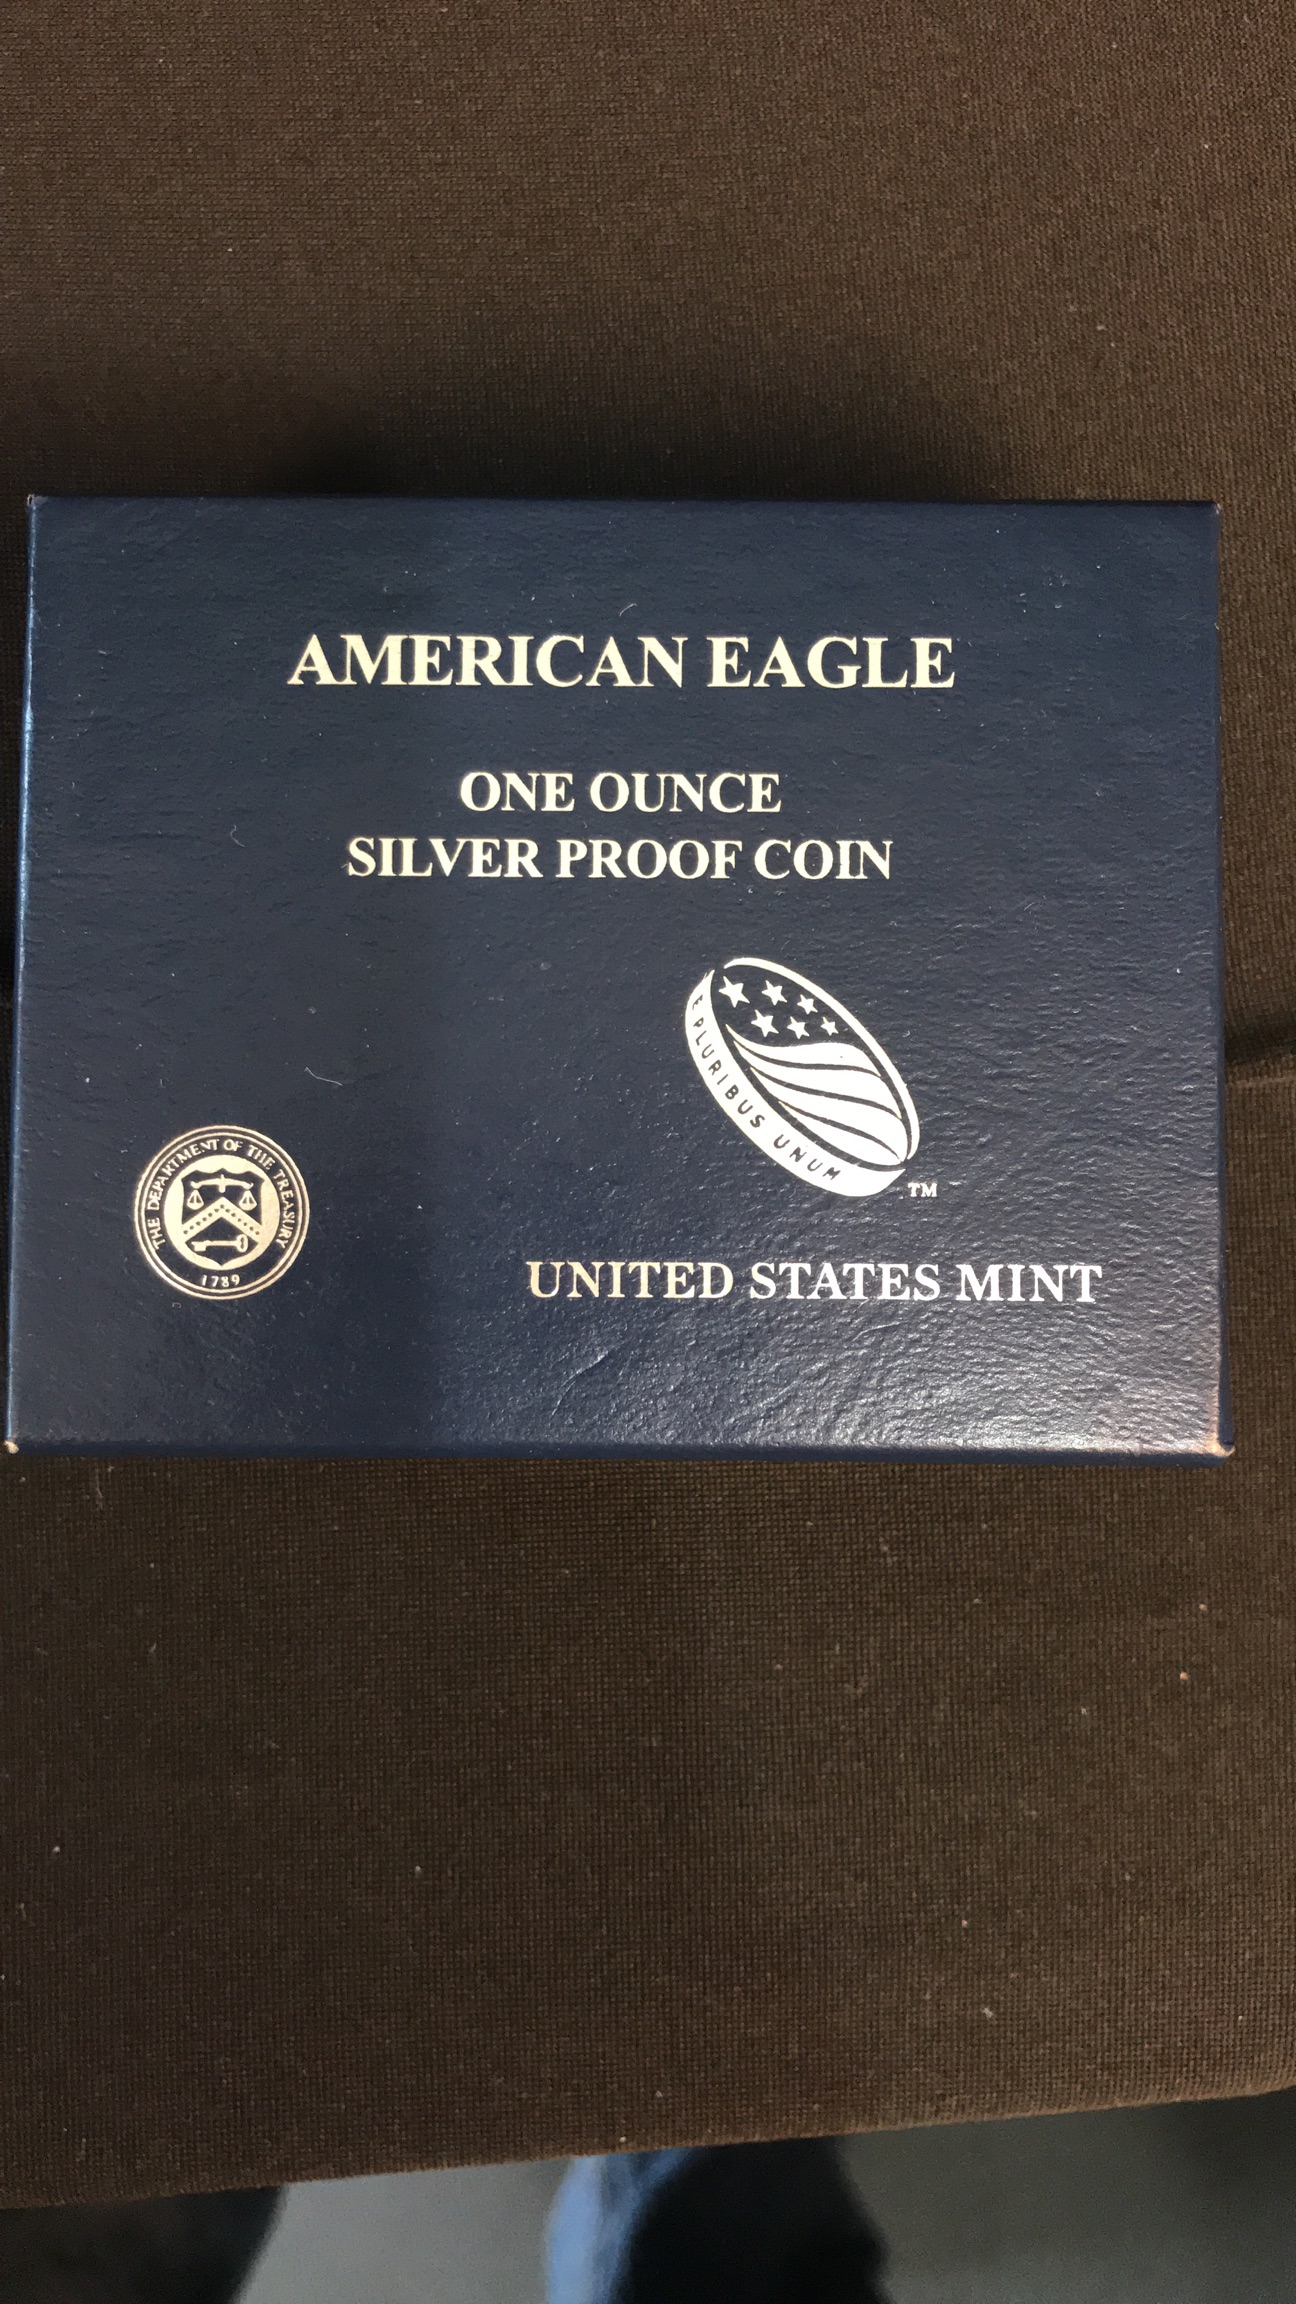 AMERICAN EAGLE
ONE OUNCE
SILVER PROOF COIN
E PLURIBUS UNUM
TM
THE DEPARTMENT OF THE TREASURY
1789
UNITED STATES MINT